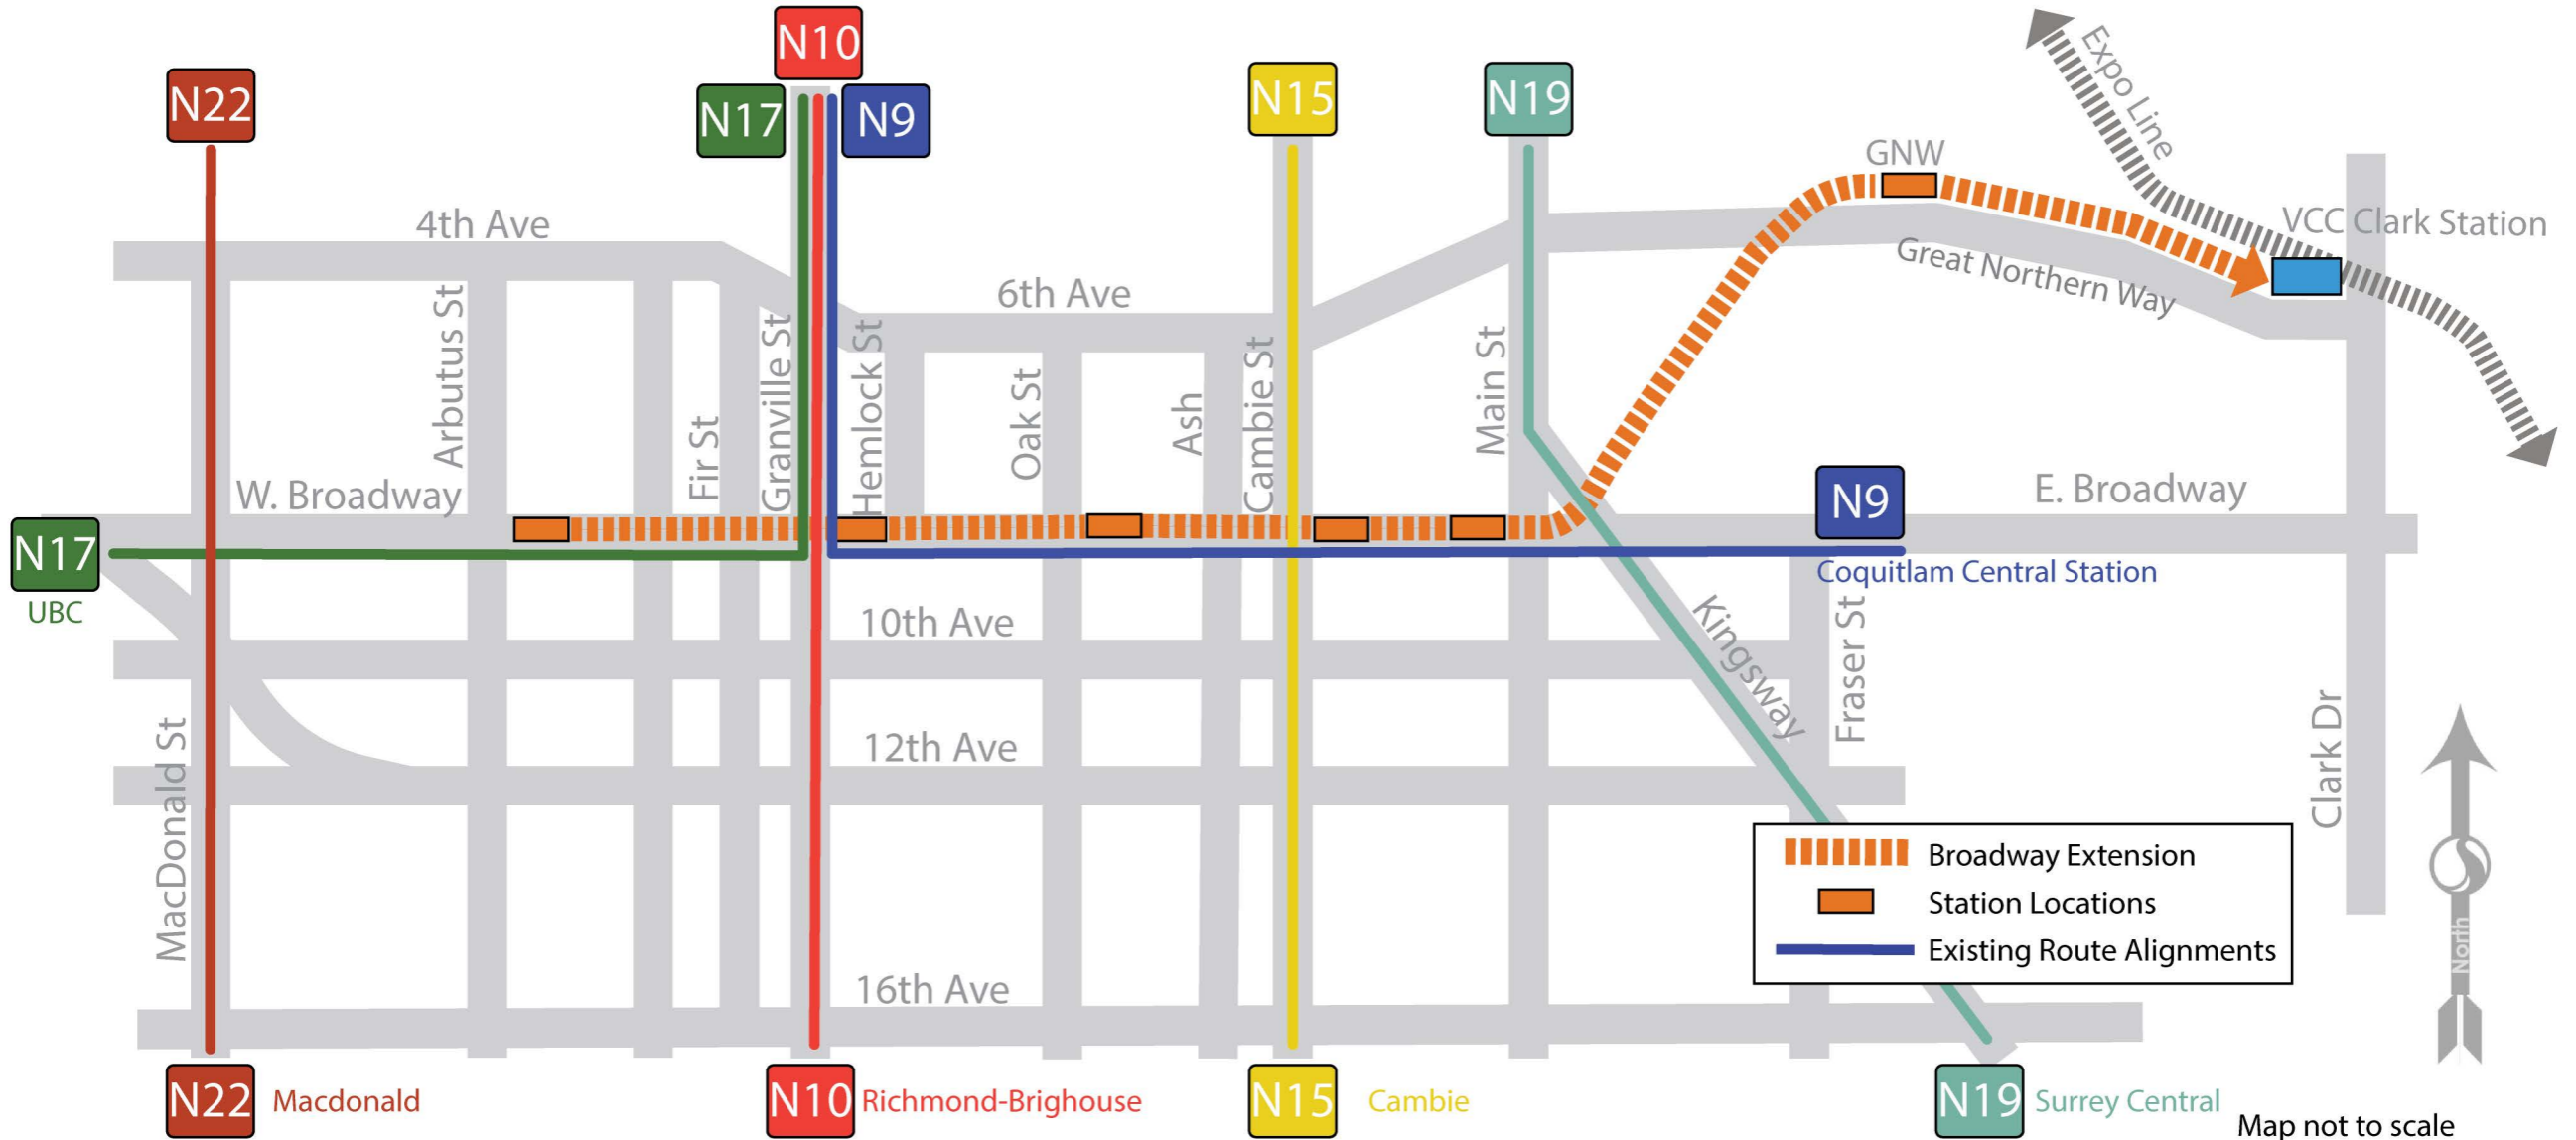 N10
N22
N17
N9
N15
N19
Expo Line
GNW
VCC Clark Station
4th Ave
6th Ave
Great Northern Way
Arbutus St
Fir St
Granville St
Hemlock St
Oak St
Ash
Cambie St
Main St
W. Broadway
N9
E. Broadway
N17
UBC
Coquitlam Central Station
10th Ave
Kingsway
Fraser St
12th Ave
MacDonald St
Clark Dr
Broadway Extension
Station Locations
Existing Route Alignments
North
16th Ave
N22 Macdonald
N10 Richmond-Brighouse
N15 Cambie
N19 Surrey Central
Map not to scale